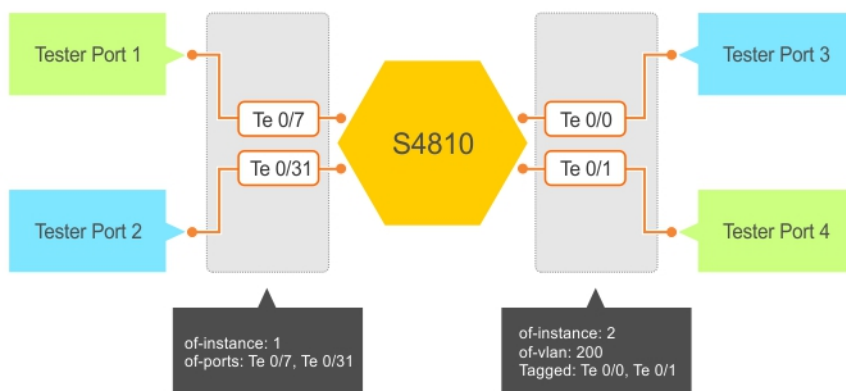 Tester Port 1
Tester Port 3
Te 0/7
Te 0/0
S4810
Te 0/31
Te 0/1
Tester Port 2
Tester Port 4
of-instance: 1
of-ports: Te 0/7, Te 0/31
of-instance: 2
of-vlan: 200
Tagged: Te 0/0, Te 0/1